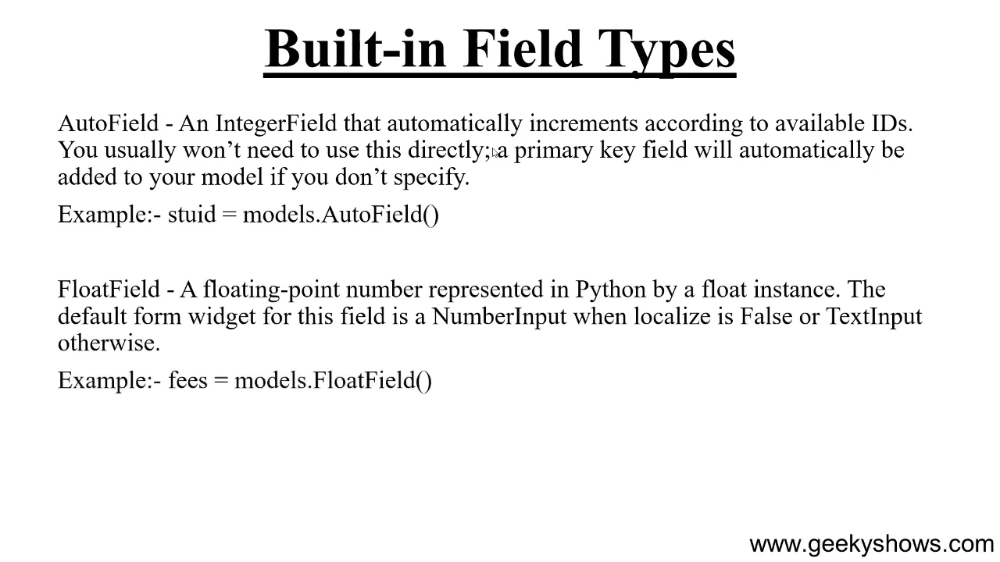 Built-in Field Types
AutoField - An IntegerField that automatically increments according to available IDs.
You usually won’t need to use this directly; a primary key field will automatically be
added to your model if you don’t specify.
Example:- stuid = models.AutoField()
FloatField - A floating-point number represented in Python by a float instance. The
default form widget for this field is a NumberInput when localize is False or TextInput
otherwise.
Example:- fees = models.FloatField()
www.geekyshows.com